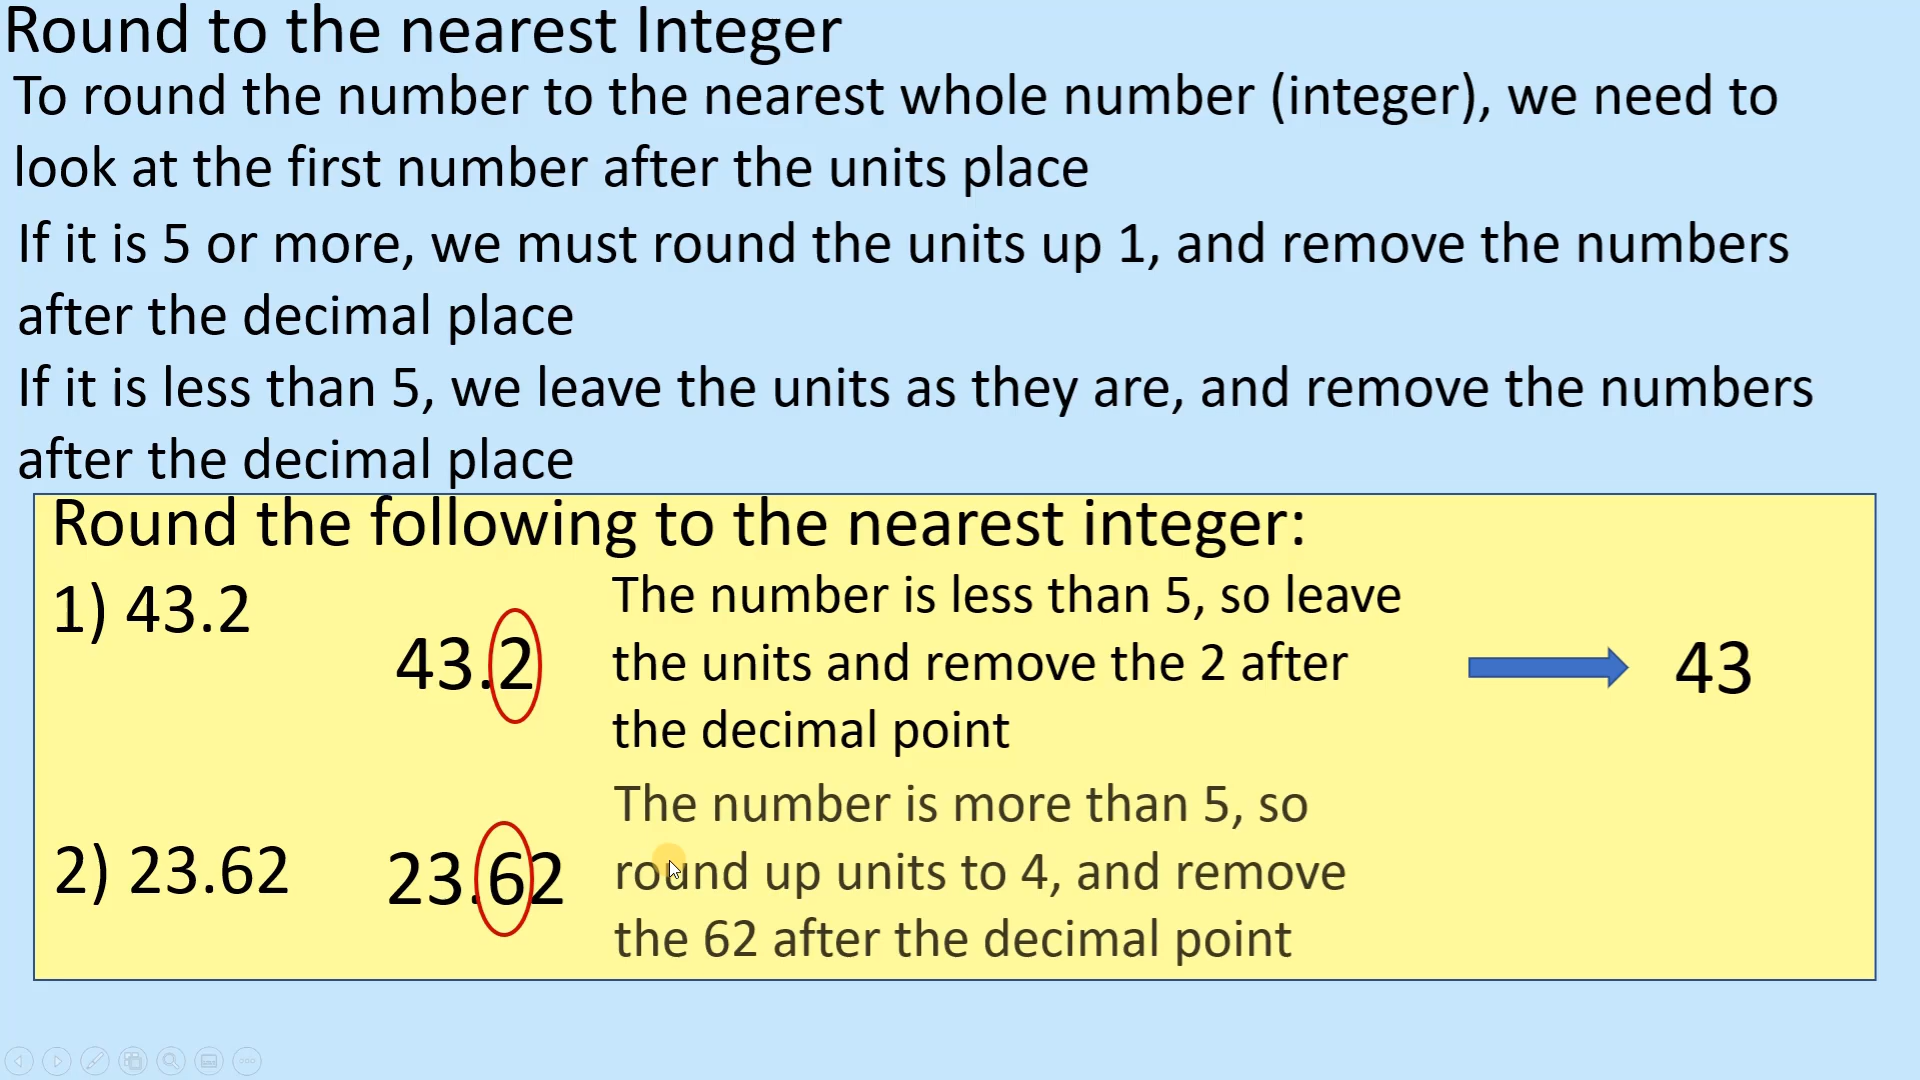 Round to the nearest Integer
To round the number to the nearest whole number (integer), we need to
look at the first number after the units place
If it is 5 or more, we must round the units up 1, and remove the numbers
after the decimal place
If it is less than 5, we leave the units as they are, and remove the numbers
after the decimal place
Round the following to the nearest integer:
1) 43.2
43.2
The number is less than 5, so leave
the units and remove the 2 after
the decimal point
43
2) 23.62
23.62
The number is more than 5, so
round up units to 4, and remove
the 62 after the decimal point